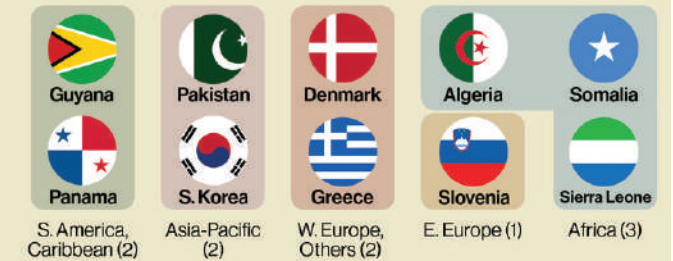 Guyana
Pakistan
Denmark
Algeria
Somalia
Panama
S. Korea
Greece
Slovenia
Sierra Leone
S. America,
Caribbean (2)
Asia-Pacific
(2)
W. Europe,
Others (2)
E. Europe (1)
Africa (3)